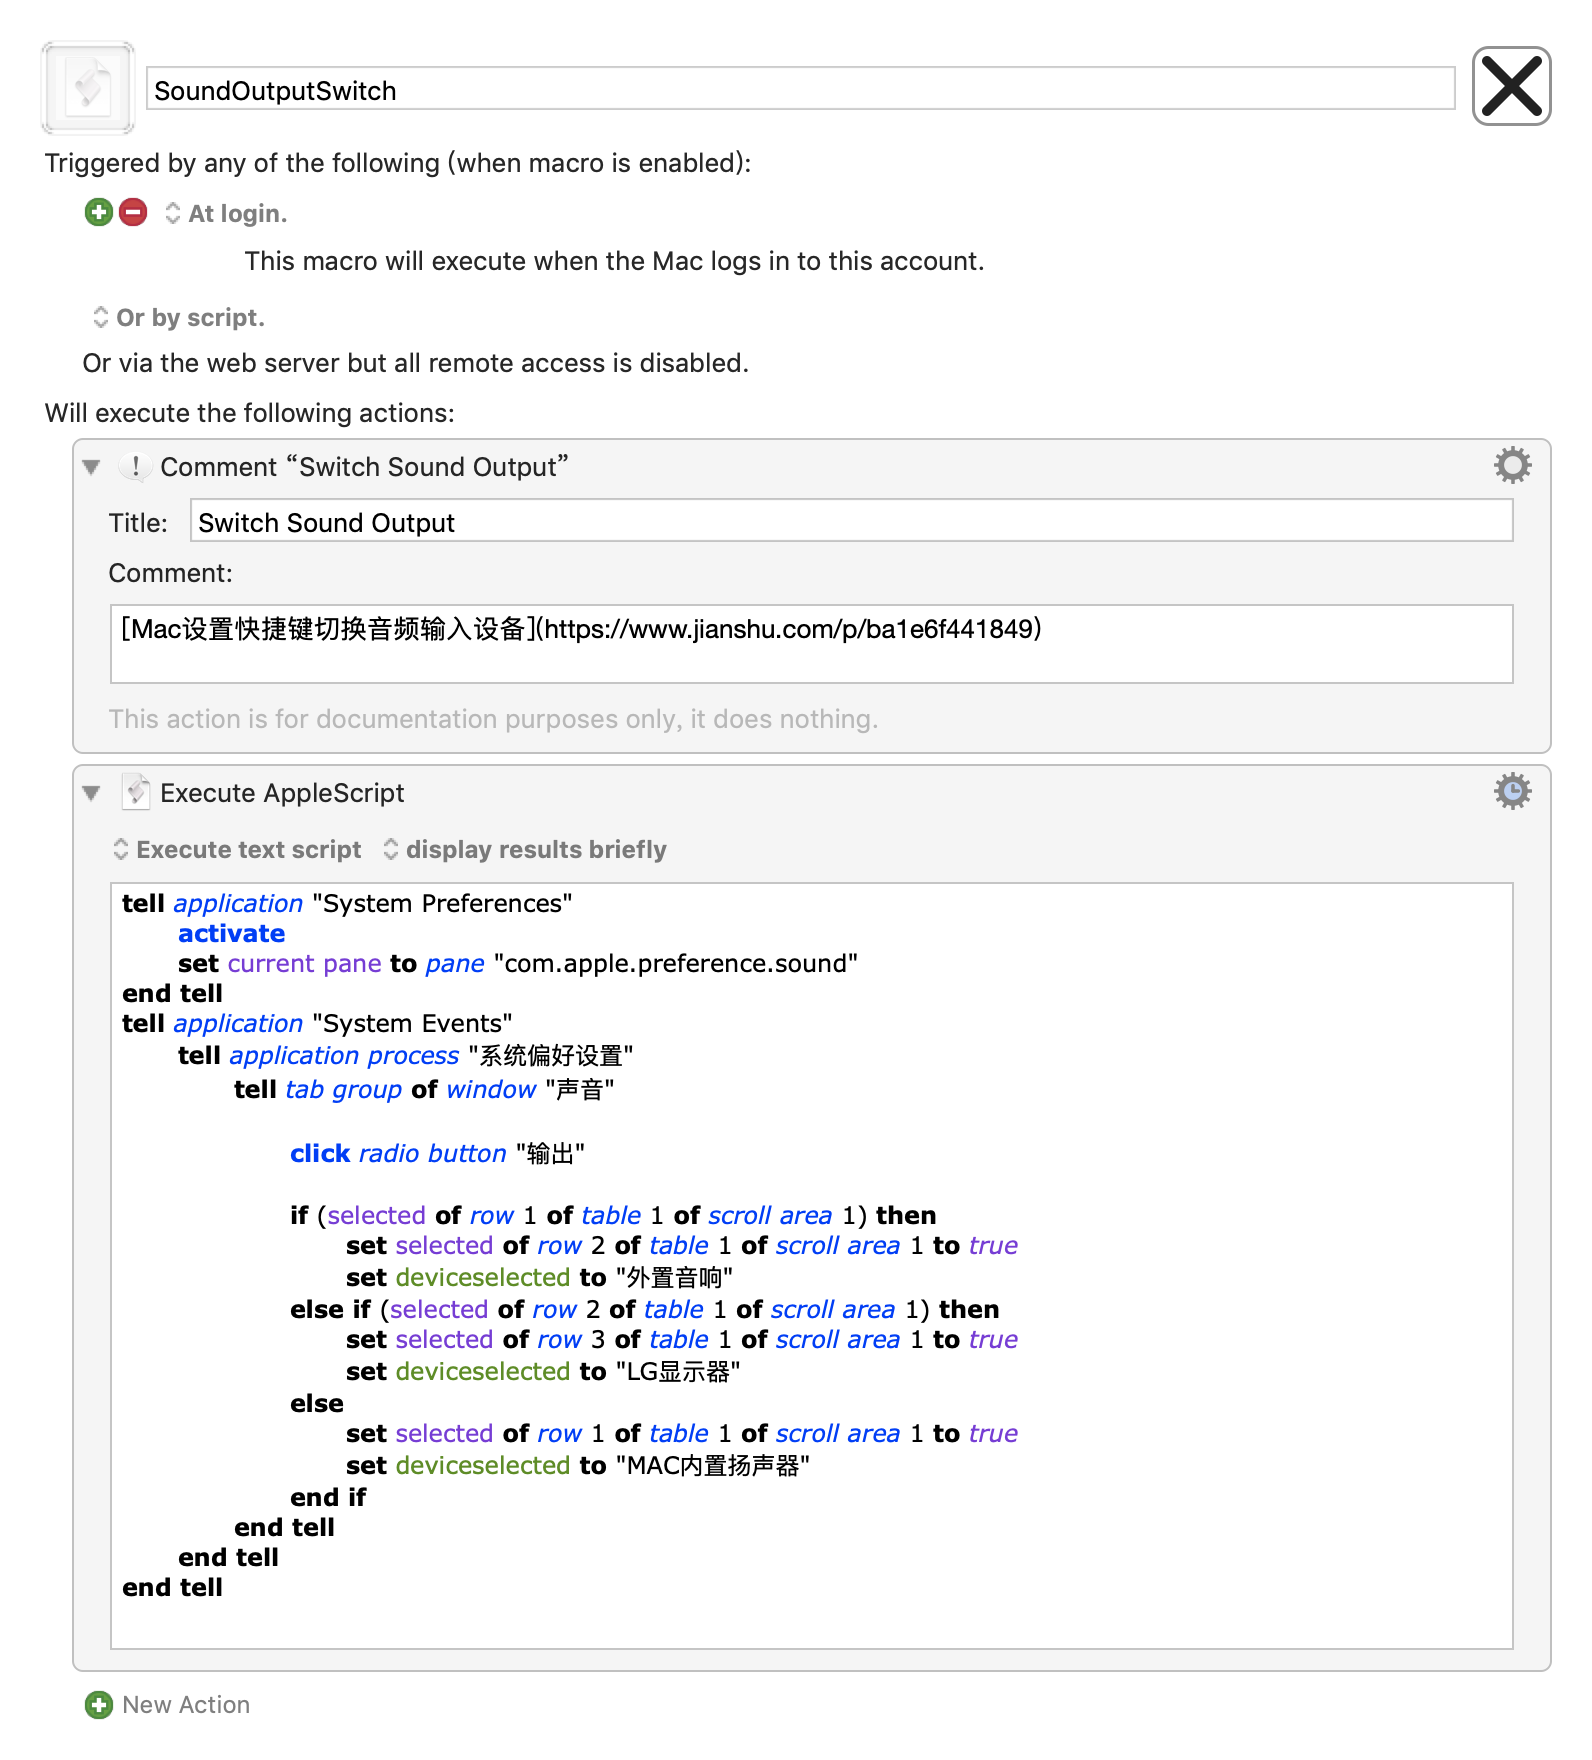 SoundOutputSwitch
Triggered by any of the following (when macro is enabled):
At login.
This macro will execute when the Mac logs in to this account.
Or by script.
Or via the web server but all remote access is disabled.
Will execute the following actions:
Comment “Switch Sound Output”
Title: Switch Sound Output
Comment:
[Mac设置快捷键切换音频输入设备](https://www.jianshu.com/p/ba1e6f441849)
This action is for documentation purposes only, it does nothing.
Execute AppleScript
Execute text script display results briefly
tell application "System Preferences"
activate
set current pane to pane "com.apple.preference.sound"
end tell
tell application "System Events"
tell application process "系统偏好设置"
tell tab group of window "声音"
click radio button "输出"
if (selected of row 1 of table 1 of scroll area 1) then
set selected of row 2 of table 1 of scroll area 1 to true
set deviceselected to "外置音响"
else if (selected of row 2 of table 1 of scroll area 1) then
set selected of row 3 of table 1 of scroll area 1 to true
set deviceselected to "LG显示器"
else
set selected of row 1 of table 1 of scroll area 1 to true
set deviceselected to "MAC内置扬声器"
end if
end tell
end tell
end tell
New Action